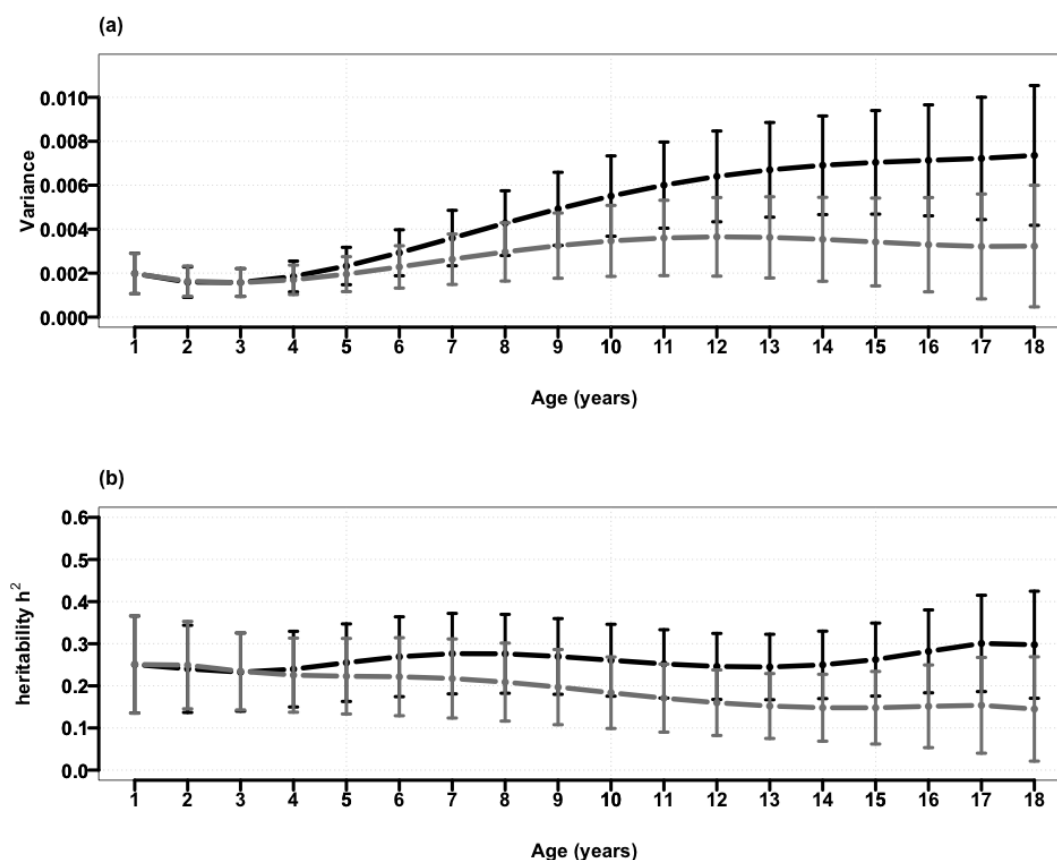 (a)
0.010
0.008
0.006
0.004
0.002
0.000
Variance
1 2 3 4 5 6 7 8 9 10 11 12 13 14 15 16 17 18
Age (years)
(b)
0.6
0.5
0.4
0.3
0.2
0.1
0.0
heritability h²
1 2 3 4 5 6 7 8 9 10 11 12 13 14 15 16 17 18
Age (years)